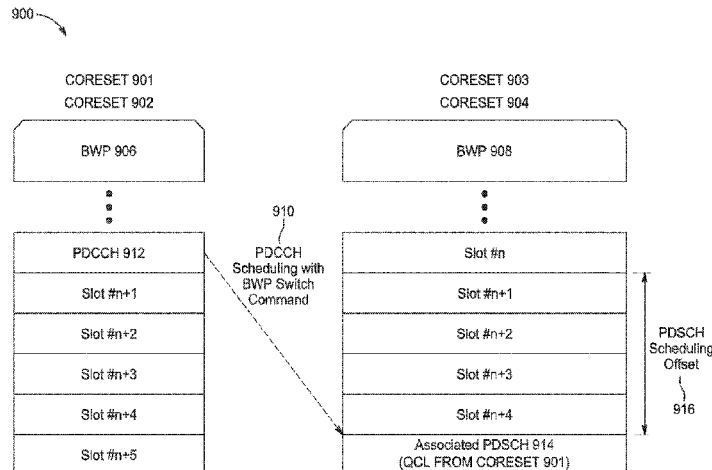 900
CORESET 901
CORESET 902
BWP 906
PDCCH 912
Slot #n+1
Slot #n+2
Slot #n+3
Slot #n+4
Slot #n+5
910
PDCCH
Scheduling with
BWP Switch
Command
CORESET 903
CORESET 904
BWP 908
Slot #n
Slot #n+1
Slot #n+2
Slot #n+3
Slot #n+4
Associated PDSCH 914
(QCL FROM CORESET 901)
PDSCH
Scheduling
Offset
916